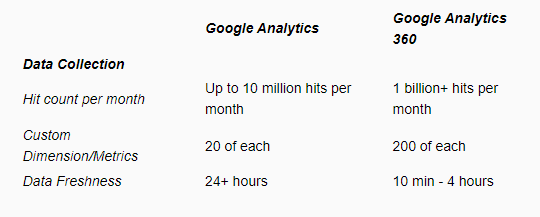 Google Analytics
Google Analytics
360
Data Collection
Hit count per month
Up to 10 million hits per
month
1 billion+ hits per
month
Custom
Dimension/Metrics
20 of each
200 of each
Data Freshness
24+ hours
10 min - 4 hours